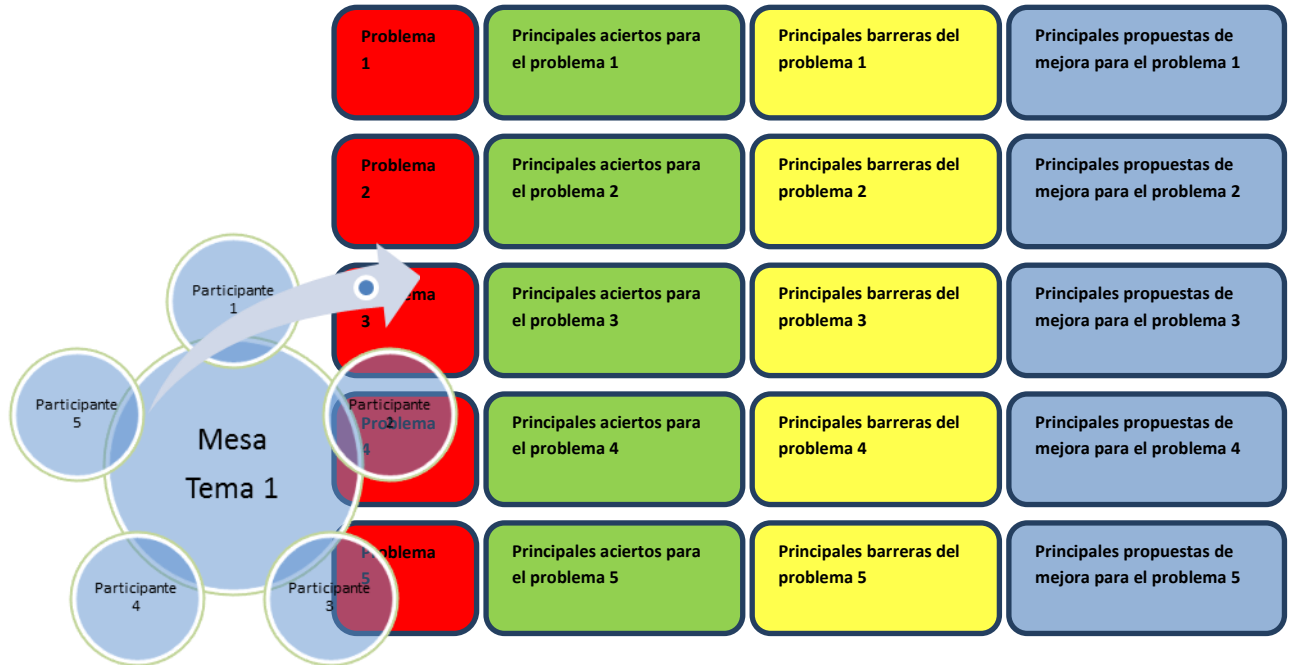 Problema
1
Principales aciertos para
el problema 1
Principales barreras del
problema 1
Principales propuestas de
mejora para el problema 1
Problema
2
Principales aciertos para
el problema 2
Principales barreras del
problema 2
Principales propuestas de
mejora para el problema 2
ema
3
Principales aciertos para
el problema 3
Principales barreras del
problema 3
Principales propuestas de
mejora para el problema 3
Problema
4
Principales aciertos para
el problema 4
Principales barreras del
problema 4
Principales propuestas de
mejora para el problema 4
Problema
5
Principales aciertos para
el problema 5
Principales barreras del
problema 5
Principales propuestas de
mejora para el problema 5
Mesa
Tema 1
Participante
1
Participante
2
Participante
3
Participante
4
Participante
5